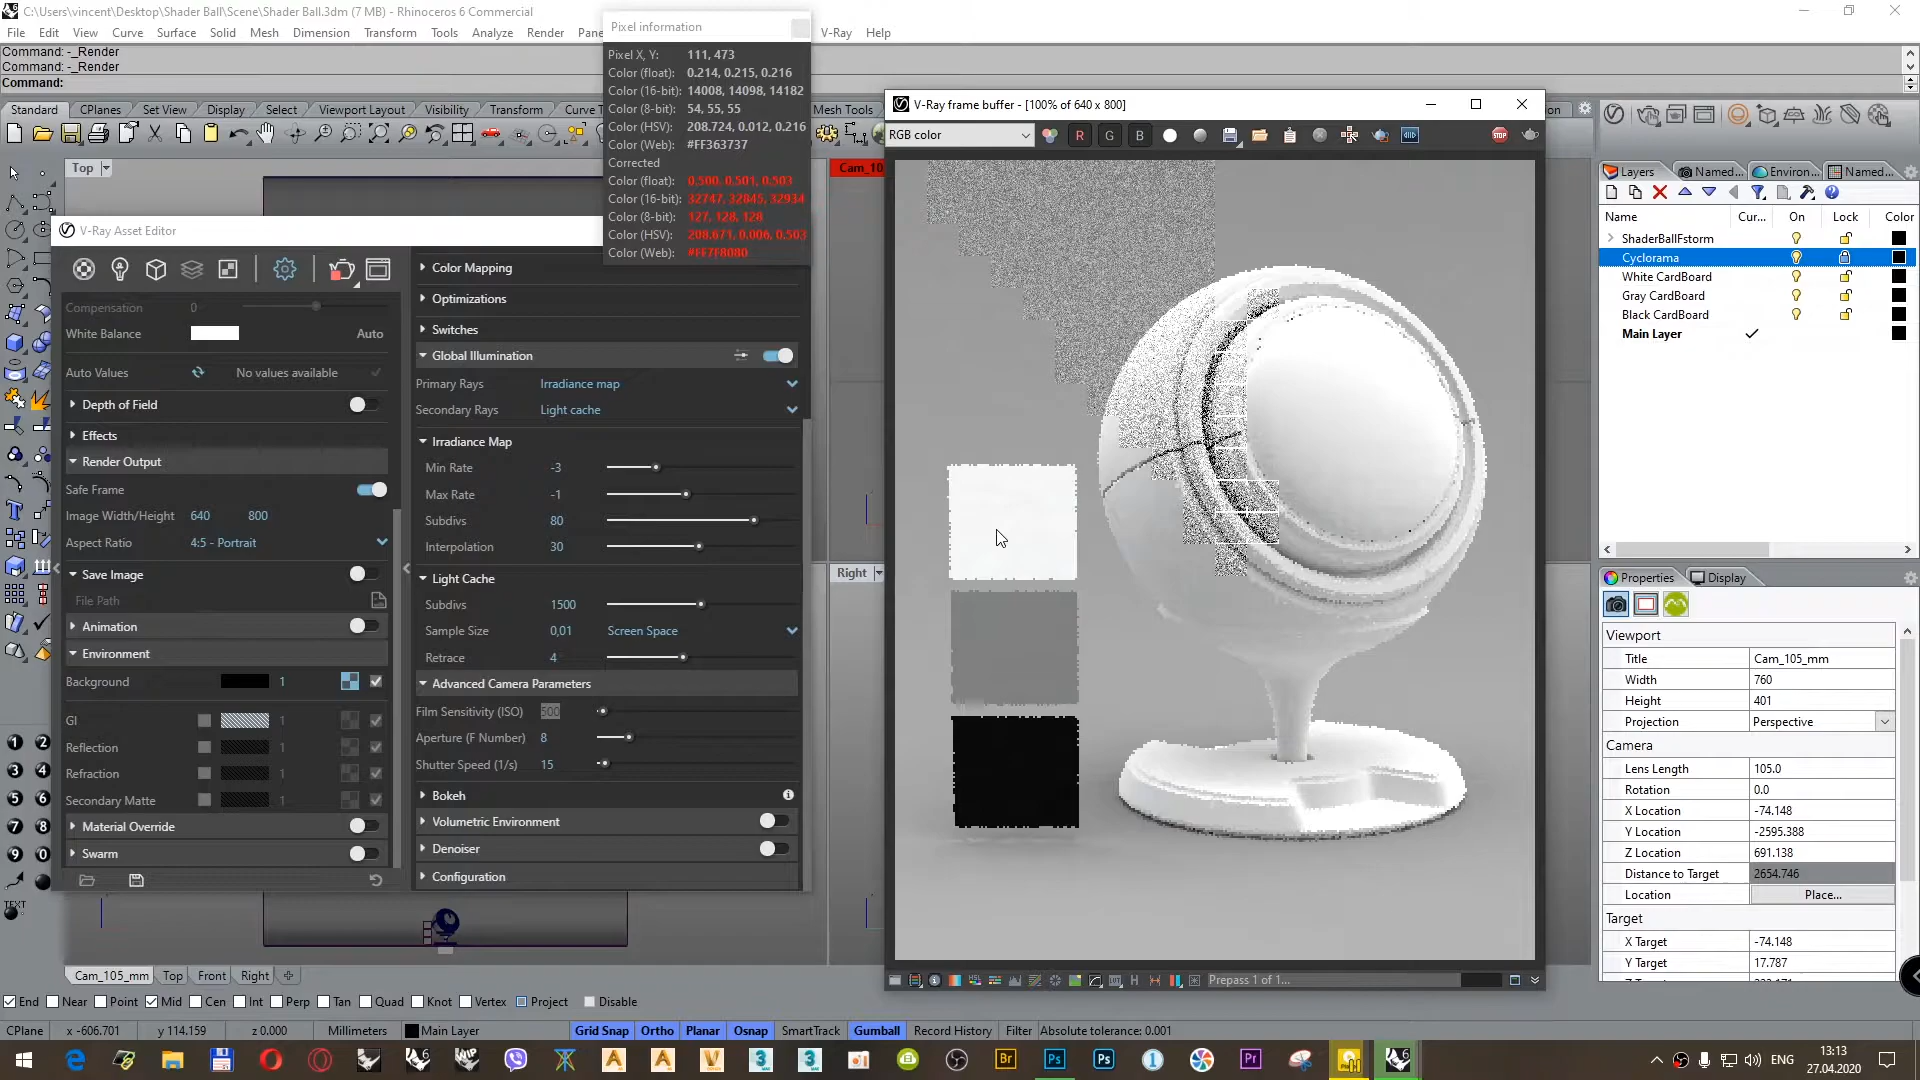 C:\Users\vincent\Desktop\Shader Ball\Scene\Shader Ball.3dm (7 MB) - Rhinoceros 6 Commercial
File Edit View Curve Surface Solid Mesh Dimension Transform Tools Analyze Render Pane V-Ray Help
Command: -_Render
Command: -_Render
Command:
Standard CPlanes Set View Display Select Viewport Layout Visibility Transform Curve T Mesh Tools ion
Pixel information
Pixel X, Y: 111, 473
Color (float): 0.214, 0.215, 0.216
Color (16-bit): 14008, 14098, 14182
Color (8-bit): 54, 55, 55
Color (HSV): 208.724, 0.012, 0.216
Color (Web): #FF363737
Corrected
Color (float): 0.500, 0.501, 0.503
Color (16-bit): 32747, 32845, 32934
Color (8-bit): 127, 128, 128
Color (HSV): 208.671, 0.006, 0.503
Color (Web): #FF7F8080
Top
Cam_10
Right
V-Ray Asset Editor
Compensation 0
White Balance Auto
Auto Values No values available
Depth of Field
Effects
Render Output
Safe Frame
Image Width/Height 640 800
Aspect Ratio 4:5 - Portrait
Save Image
File Path
Animation
Environment
Background 1
GI 1
Reflection 1
Refraction 1
Secondary Matte 1
Material Override
Swarm
Color Mapping
Optimizations
Switches
Global Illumination
Primary Rays Irradiance map
Secondary Rays Light cache
Irradiance Map
Min Rate -3
Max Rate -1
Subdivs 80
Interpolation 30
Light Cache
Subdivs 1500
Sample Size 0,01 Screen Space
Retrace 4
Advanced Camera Parameters
Film Sensitivity (ISO) 500
Aperture (F Number) 8
Shutter Speed (1/s) 15
Bokeh
Volumetric Environment
Denoiser
Configuration
V-Ray frame buffer - [100% of 640 x 800]
RGB color R G B STOP
Prepass 1 of 1...
Layers Named... Environ... Named...
Name Cur... On Lock Color
ShaderBallFstorm
Cyclorama
White CardBoard
Gray CardBoard
Black CardBoard
Main Layer
Properties Display
Viewport
Title Cam_105_mm
Width 760
Height 401
Projection Perspective
Camera
Lens Length 105.0
Rotation 0.0
X Location -74.148
Y Location -2595.388
Z Location 691.138
Distance to Target 2654.746
Location Place...
Target
X Target -74.148
Y Target 17.787
TEXT
Cam_105_mm Top Front Right
End Near Point Mid Cen Int Perp Tan Quad Knot Vertex Project Disable
CPlane x -606.701 y 114.159 z 0.000 Millimeters Main Layer Grid Snap Ortho Planar Osnap SmartTrack Gumball Record History Filter Absolute tolerance: 0.001
ENG
13:13
27.04.2020